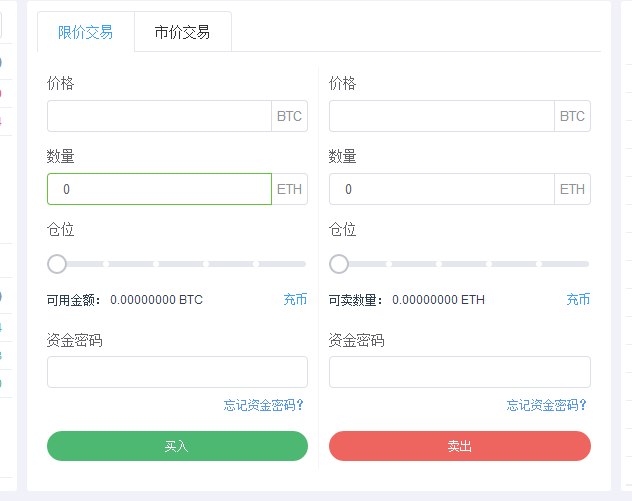 限价交易 市价交易
价格
BTC
数量
0 ETH
仓位
可用金额： 0.00000000 BTC 充币
资金密码
忘记资金密码？
买入
价格
BTC
数量
0 ETH
仓位
可卖数量： 0.00000000 ETH 充币
资金密码
忘记资金密码？
卖出